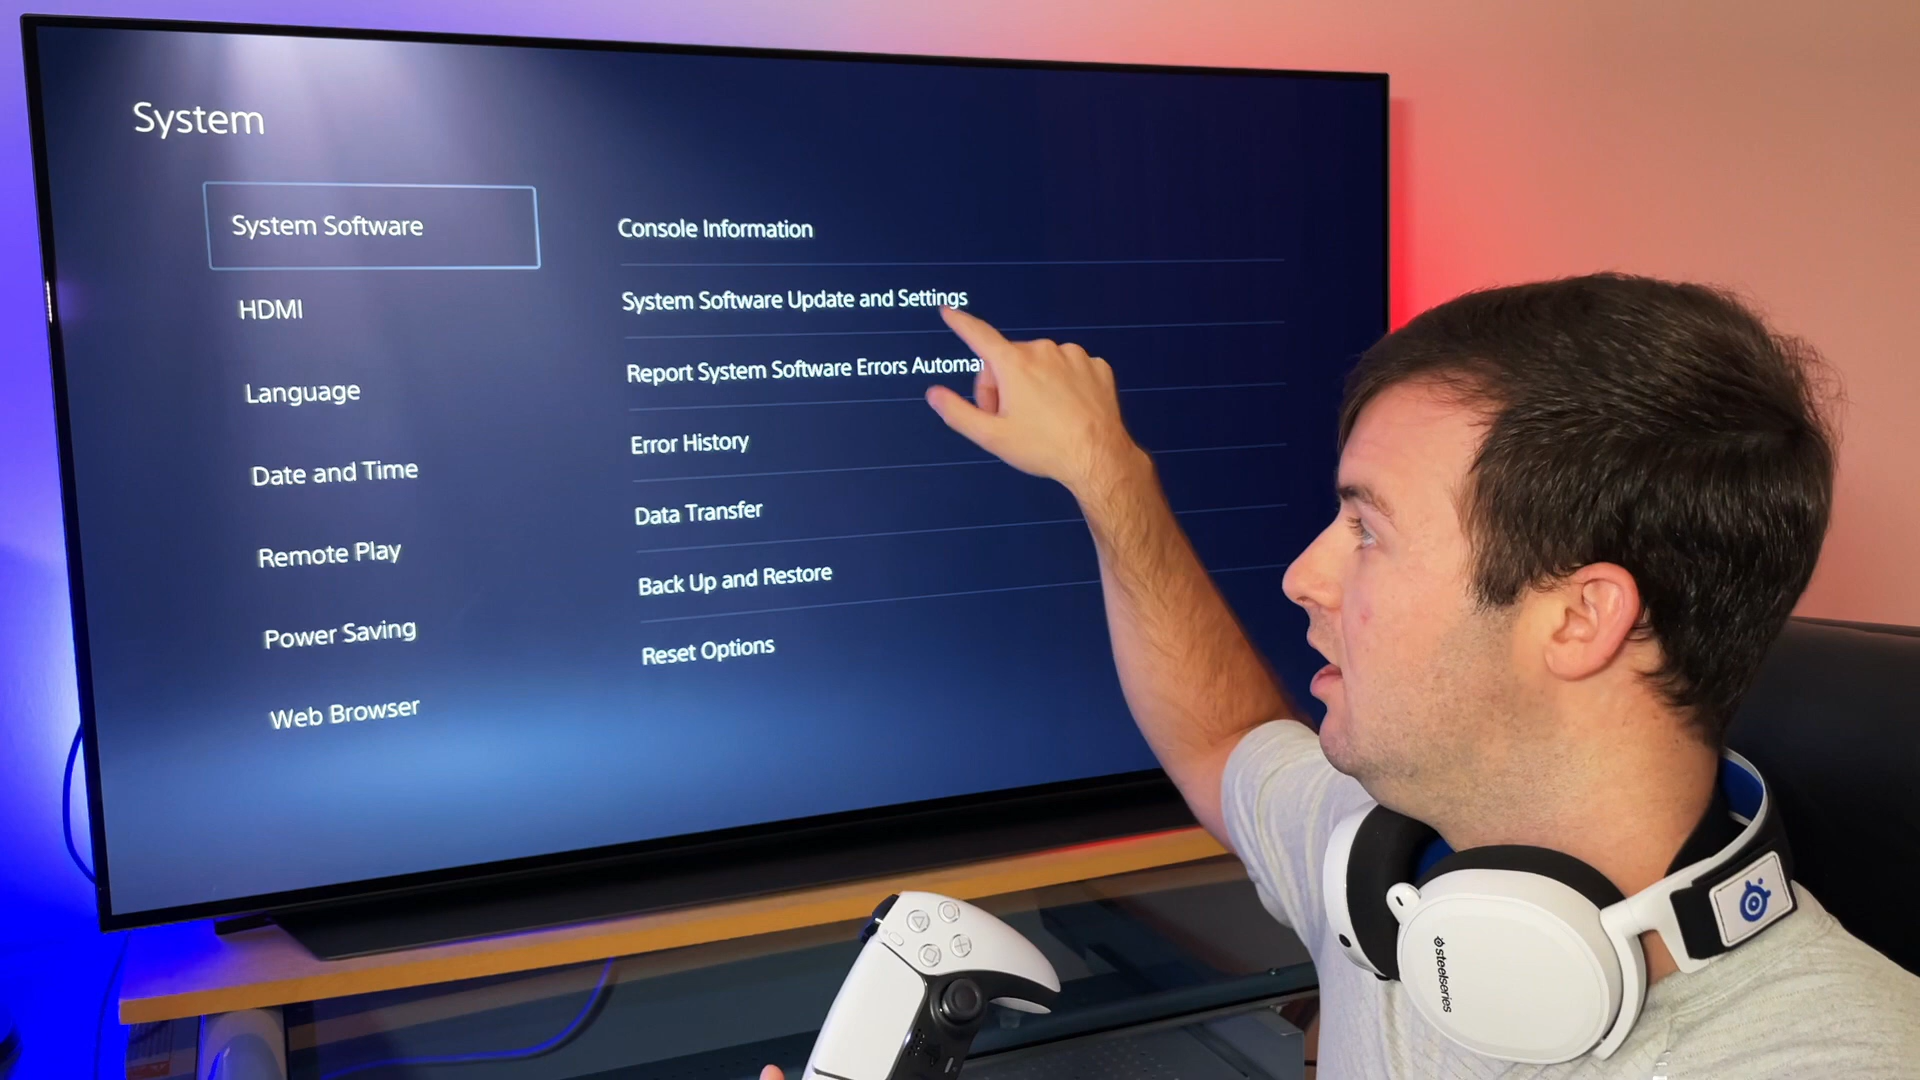 System
System Software
HDMI
Language
Date and Time
Remote Play
Power Saving
Web Browser
Console Information
System Software Update and Settings
Report System Software Errors Automa
Error History
Data Transfer
Back Up and Restore
Reset Options
steelseries